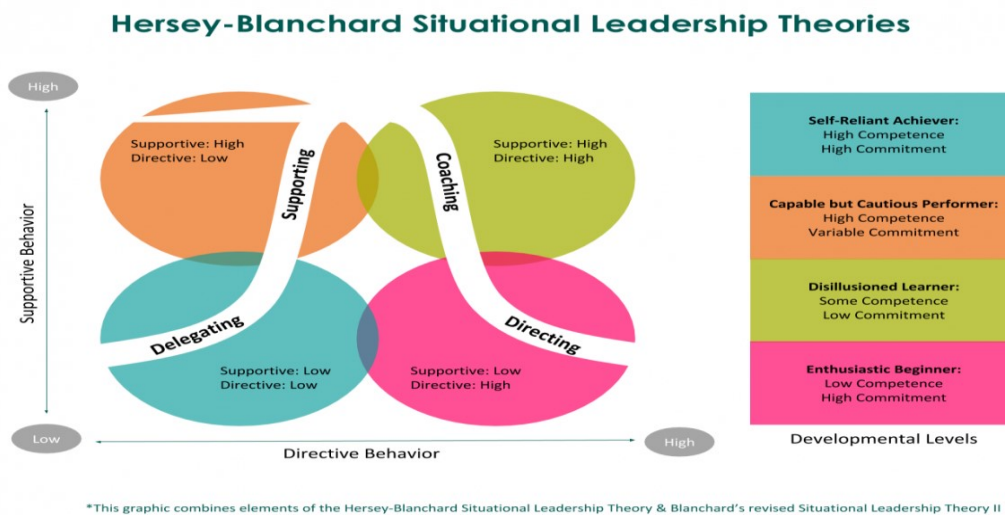 Hersey-Blanchard Situational Leadership Theories
High
Supportive Behavior
Low
Supportive: High
Directive: Low
Supporting
Supportive: High
Directive: High
Coaching
Delegating
Supportive: Low
Directive: Low
Directing
Supportive: Low
Directive: High
Directive Behavior
High
Self-Reliant Achiever:
High Competence
High Commitment
Capable but Cautious Performer:
High Competence
Variable Commitment
Disillusioned Learner:
Some Competence
Low Commitment
Enthusiastic Beginner:
Low Competence
High Commitment
Developmental Levels
*This graphic combines elements of the Hersey-Blanchard Situational Leadership Theory & Blanchard's revised Situational Leadership Theory II